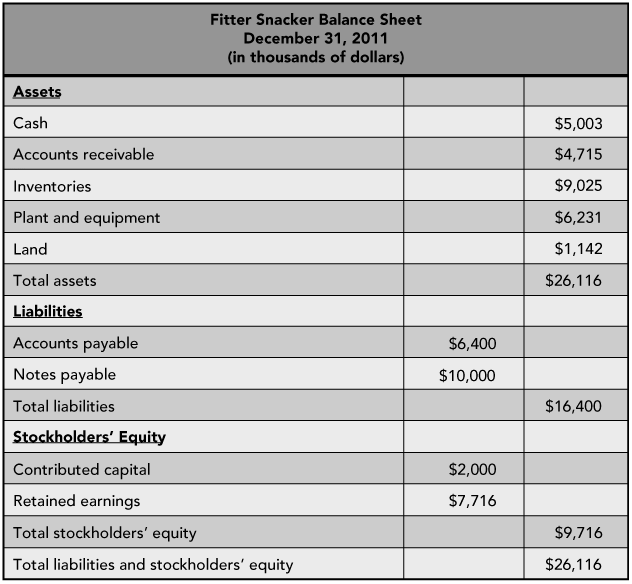 Fitter Snacker Balance Sheet
December 31, 2011
(in thousands of dollars)
Assets
Cash $5,003
Accounts receivable $4,715
Inventories $9,025
Plant and equipment $6,231
Land $1,142
Total assets $26,116
Liabilities
Accounts payable $6,400
Notes payable $10,000
Total liabilities $16,400
Stockholders’ Equity
Contributed capital $2,000
Retained earnings $7,716
Total stockholders’ equity $9,716
Total liabilities and stockholders’ equity $26,116